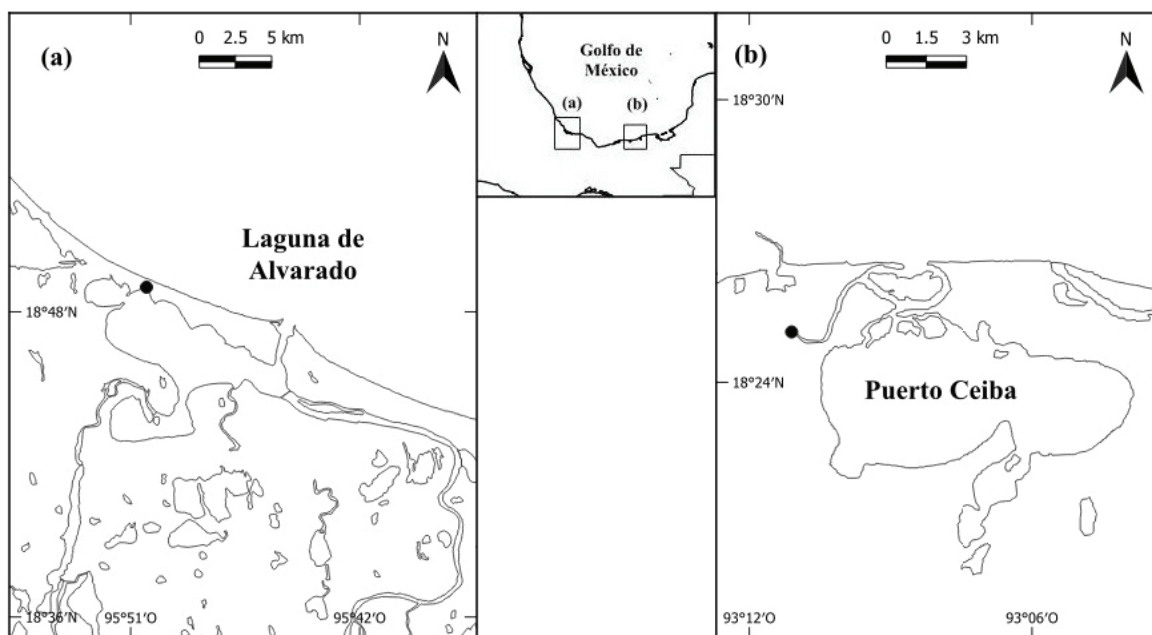 (a)
0 2.5 5 km
N
Laguna de
Alvarado
18°48'N
18°36'N
95°51'O
95°42'O
Golfo de
México
(a)
(b)
(b)
0 1.5 3 km
N
18°30'N
18°24'N
Puerto Ceiba
93°12'O
93°06'O